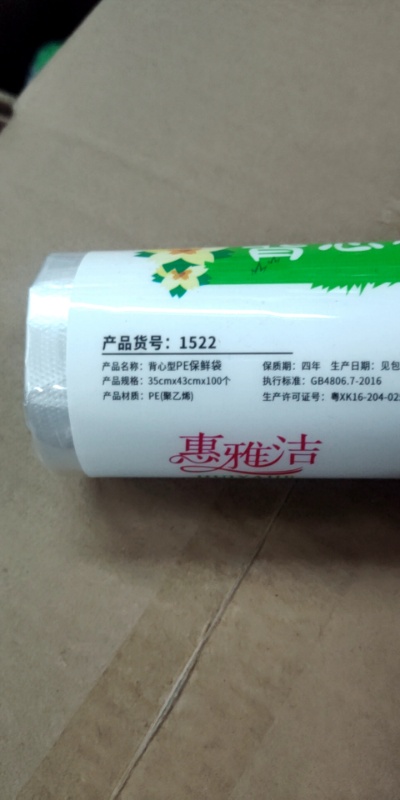 背心
产品货号：1522
产品名称：背心型PE保鲜袋
产品规格：35cmx43cmx100个
产品材质：PE(聚乙烯)
保质期：四年 生产日期：见包
执行标准：GB4806.7-2016
生产许可证号：粤XK16-204-02
惠雅洁